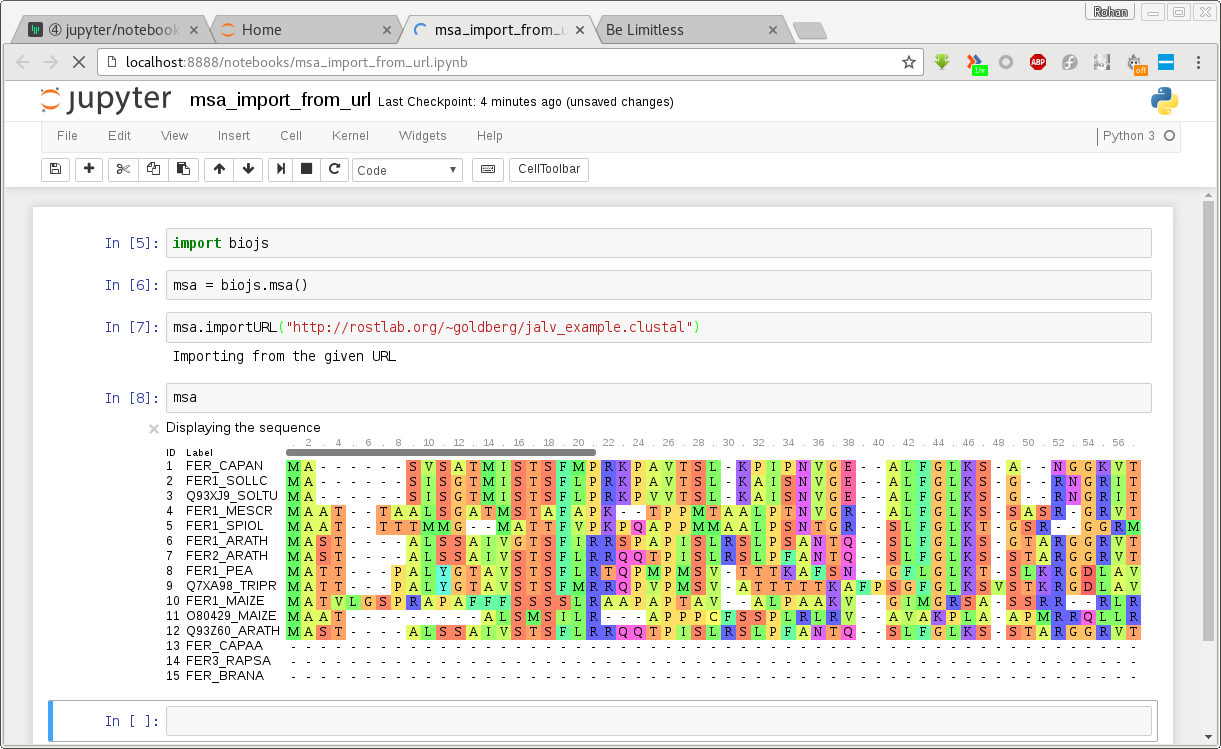 Rohan
④ jupyter/notebook
Home
msa_import_from_u
Be Limitless
localhost:8888/notebooks/msa_import_from_url.ipynb
1lv
ABP
off
jupyter msa_import_from_url Last Checkpoint: 4 minutes ago (unsaved changes)
File Edit View Insert Cell Kernel Widgets Help Python 3
Code CellToolbar
In [5]: import biojs
In [6]: msa = biojs.msa()
In [7]: msa.importURL("http://rostlab.org/~goldberg/jalv_example.clustal")
Importing from the given URL
In [8]: msa
Displaying the sequence
. 2 . 4 . 6 . 8 . 10 . 12 . 14 . 16 . 18 . 20 . 22 . 24 . 26 . 28 . 30 . 32 . 34 . 36 . 38 . 40 . 42 . 44 . 46 . 48 . 50 . 52 . 54 . 56 .
ID Label
1 FER_CAPAN MA------SVSATMISTSFMPRKPAVTSL-KPIPNVGE--ALFGLKS-A--NGGKVT
2 FER1_SOLLC MA------SISGTMISTSFLPRKPAVTSL-KAISNVGE--ALFGLKS-G--RNGRIT
3 Q93XJ9_SOLTU MA------SISGTMISTSFLPRKPVVTSL-KAISNVGE--ALFGLKS-G--RNGRIT
4 FER1_MESCR MAAT--TAALSGATMSTAFAPK--TPPMTAALPTNVGR--ALFGLKS-SASR-GRVT
5 FER1_SPIOL MAAT--TTTMMG--MATTFVPKPQAPPMMAALPSNTGR--SLFGLKT-GSR--GGRM
6 FER1_ARATH MAST----ALSSAIVGTSFIRRSPAPISLRSLPSANTQ--SLFGLKS-GTARGGRVT
7 FER2_ARATH MAST----ALSSAIVSTSFLRRQQTPISLRSLPFANTQ--SLFGLKS-STARGGRVT
8 FER1_PEA MATT---PALYGTAVSTSFLRTQPMPMSV-TTTKAFSN--GFLGLKT-SLKRGDLAV
9 Q7XA98_TRIPR MATT---PALYGTAVSTSFMRRQPVPMSV-ATTTTTKAFPSGFGLKSVSTKRGDLAV
10 FER1_MAIZE MATVLGSPRAPAFFFSSSSLRAAPAPTAV--ALPAAKV--GIMGRSA-SSRR--RLR
11 O80429_MAIZE MAAT---------ALSMSILR---APPPCFSSPLRLRV--AVAKPLA-APMRRQLLR
12 Q93Z60_ARATH MAST----ALSSAIVSTSFLRRQQTPISLRSLPFANTQ--SLFGLKS-STARGGRVT
13 FER_CAPAA ---------------------------------------------------------
14 FER3_RAPSA ---------------------------------------------------------
15 FER_BRANA ---------------------------------------------------------
In [ ]: